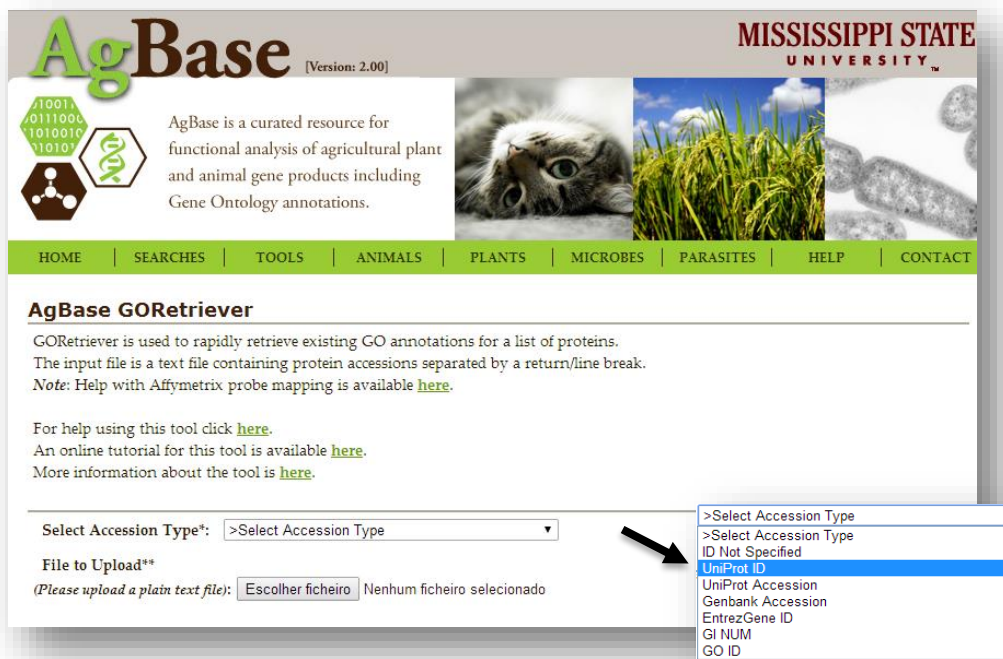 AgBase [Version: 2.00]
MISSISSIPPI STATE
UNIVERSITY™
AgBase is a curated resource for
functional analysis of agricultural plant
and animal gene products including
Gene Ontology annotations.
HOME | SEARCHES | TOOLS | ANIMALS | PLANTS | MICROBES | PARASITES | HELP | CONTACT
AgBase GORetriever
GORetriever is used to rapidly retrieve existing GO annotations for a list of proteins.
The input file is a text file containing protein accessions separated by a return/line break.
Note: Help with Affymetrix probe mapping is available here.
For help using this tool click here.
An online tutorial for this tool is available here.
More information about the tool is here.
Select Accession Type*: >Select Accession Type
File to Upload**
(Please upload a plain text file): Escolher ficheiro Nenhum ficheiro selecionado
>Select Accession Type
>Select Accession Type
ID Not Specified
UniProt ID
UniProt Accession
Genbank Accession
EntrezGene ID
GI NUM
GO ID